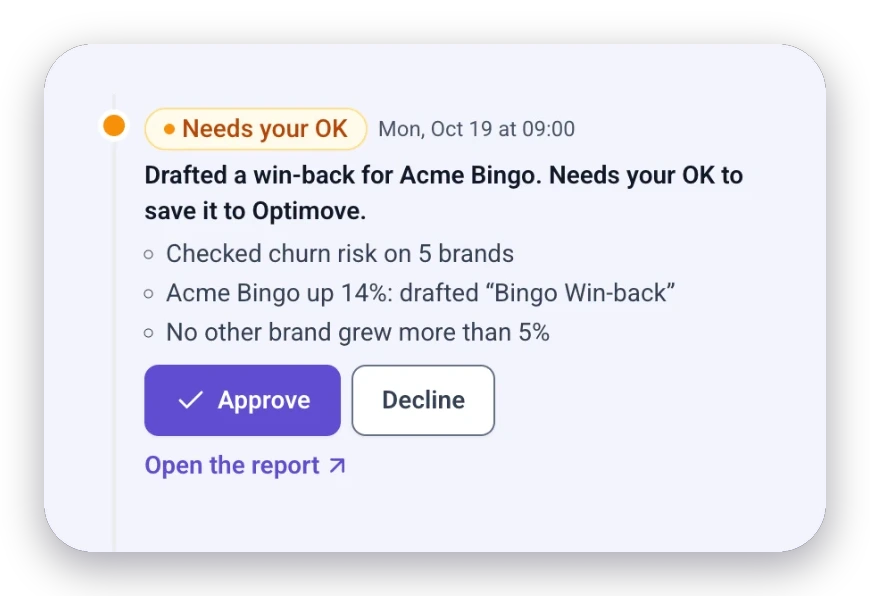 Needs your OK Mon, Oct 19 at 09:00
Drafted a win-back for Acme Bingo. Needs your OK to
save it to Optimove.
Checked churn risk on 5 brands
Acme Bingo up 14%: drafted “Bingo Win-back”
No other brand grew more than 5%
Approve Decline
Open the report